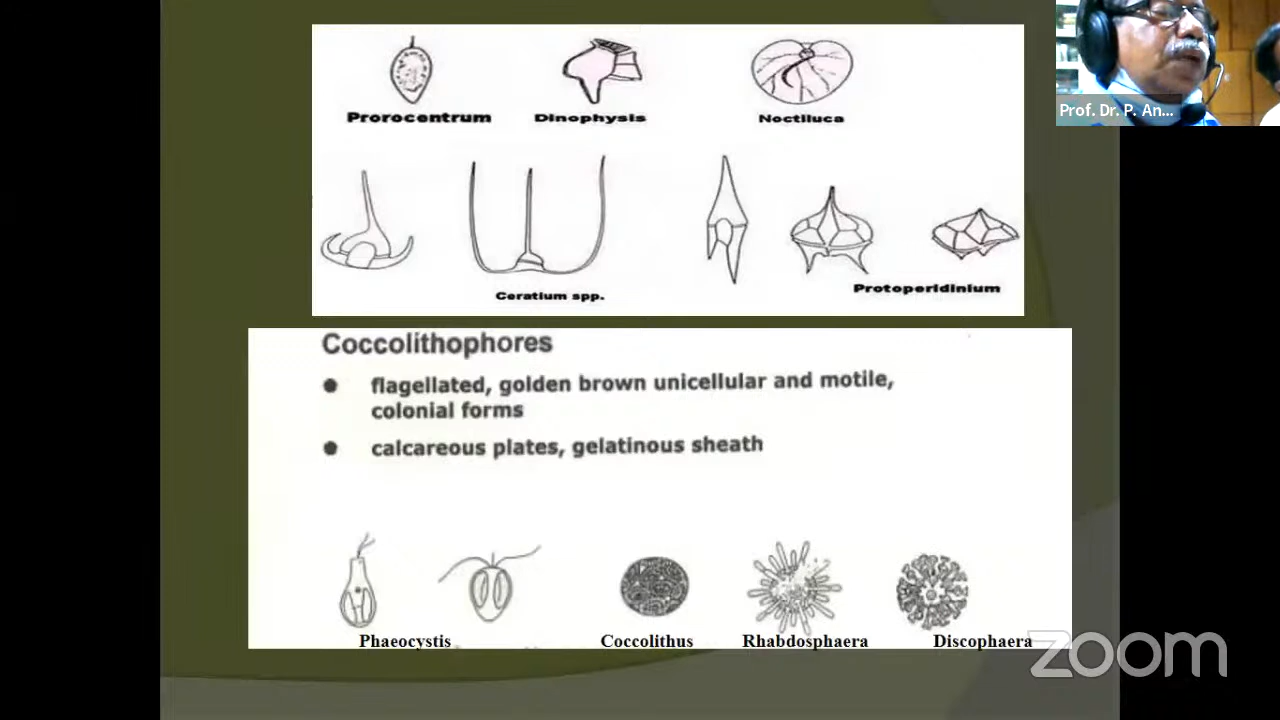 Prof. Dr. P. An...
Prorocentrum
Dinophysis
Noctiluca
Ceratium spp.
Protoperidinium
Coccolithophores
flagellated, golden brown unicellular and motile,
colonial forms
calcareous plates, gelatinous sheath
Phaeocystis
Coccolithus
Rhabdosphaera
Discophaera
zoom